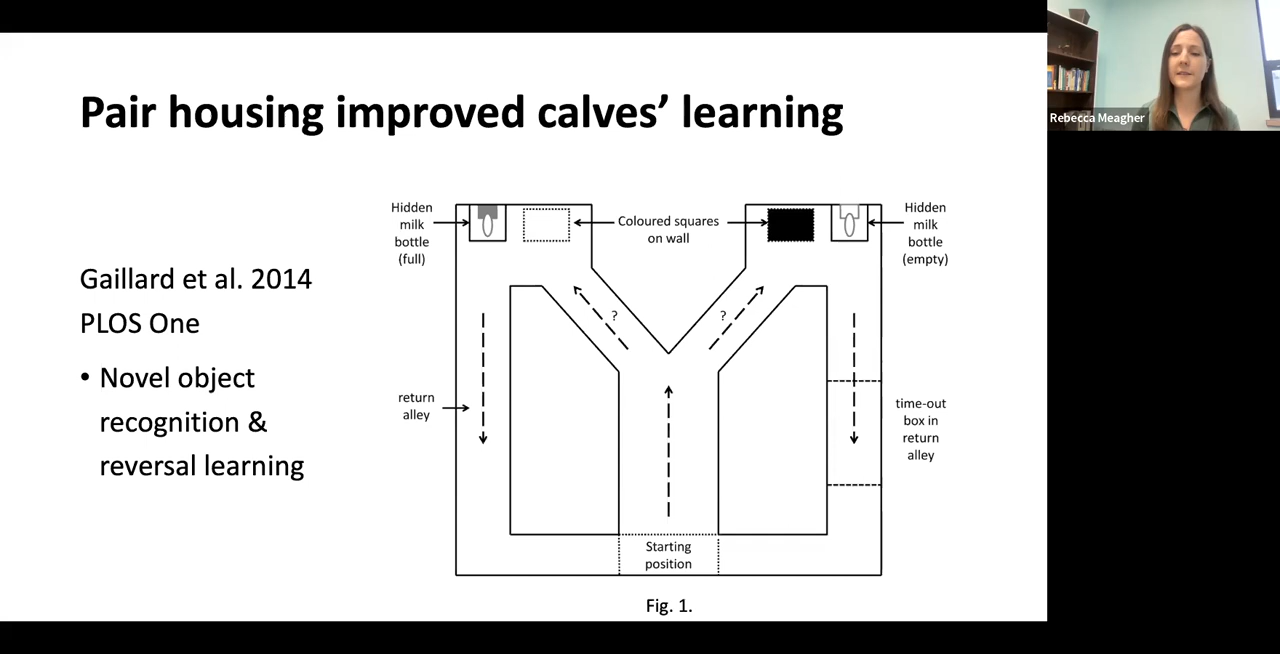 Pair housing improved calves' learning
Rebecca Meagher
Gaillard et al. 2014
PLOS One
• Novel object
recognition &
reversal learning
Hidden
milk
bottle
(full)
Coloured squares
on wall
Hidden
milk
bottle
(empty)
?
?
return
alley
time-out
box in
return
alley
Starting
position
Fig. 1.